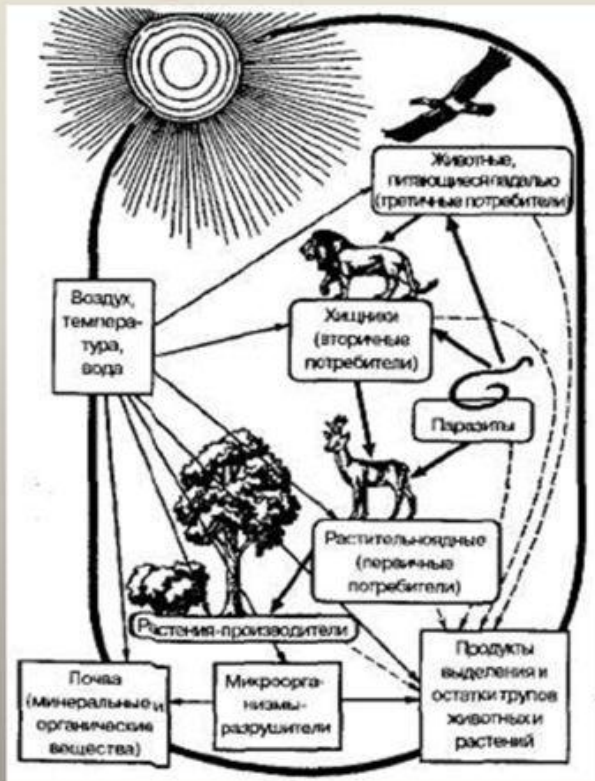 Животные,
питающиеся падалью
(третичные потребители)
Воздух,
темпера-
тура,
вода
Хищники
(вторичные
потребители)
Паразиты
Растительноядные
(первичные
потребители)
Растения-производители
Почва
(минеральные и
органические
вещества)
Микроорга-
низмы-
разрушители
Продукты
выделения и
остатки трупов
животных и
растений